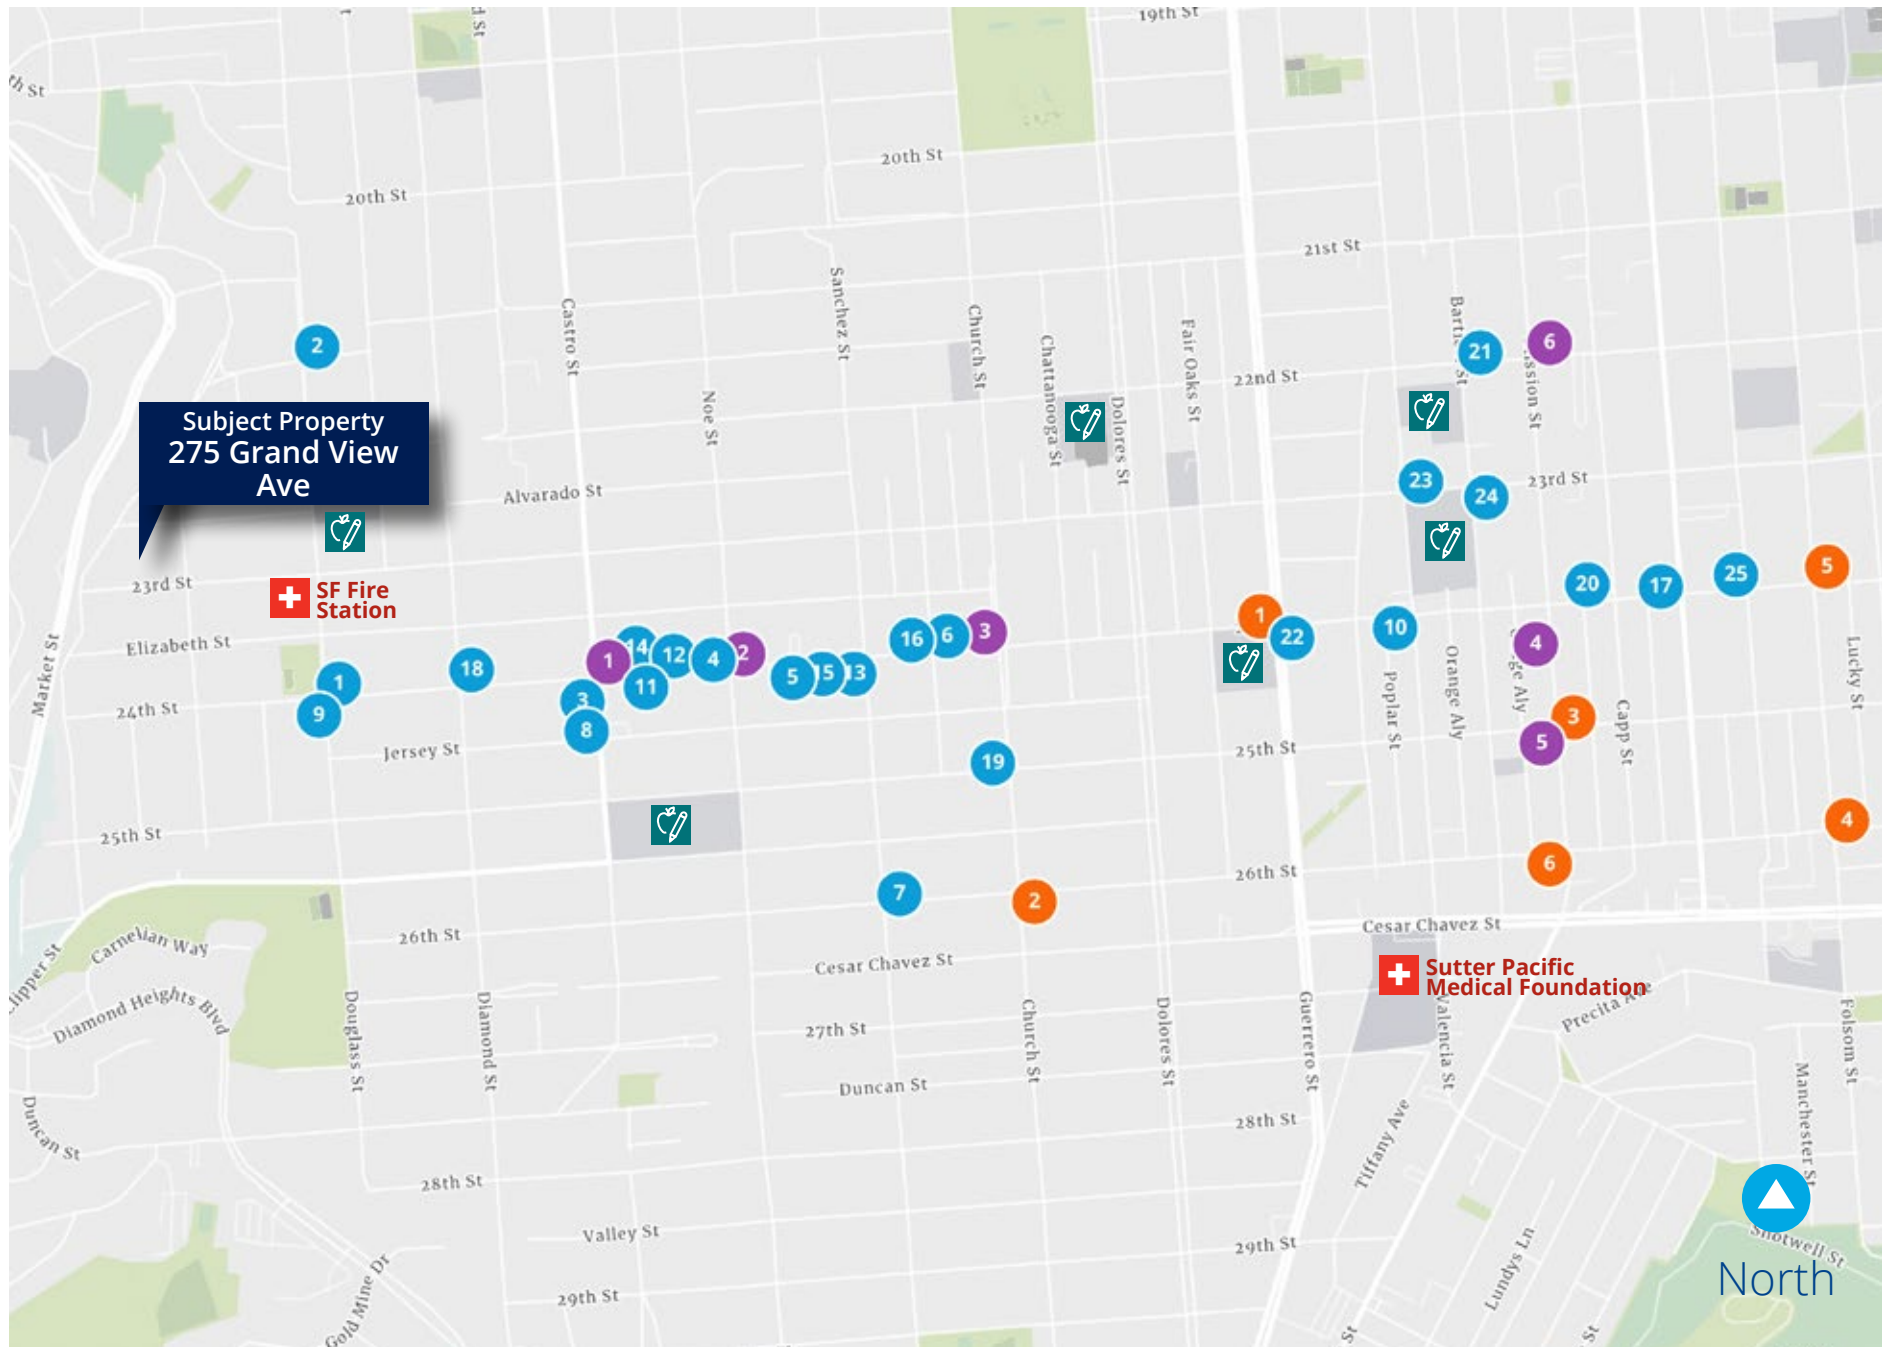 19th St
d St
th St
20th St
20th St
21st St
Castro St
Sanchez St
Church St
Chattanooga St
Fair Oaks St
2
21
6
22nd St
Noe St
Dolores St
Subject Property
275 Grand View
Ave
Alvarado St
23
24
23rd St
23rd St
SF Fire
Station
Elizabeth St
Market St
1
9
18
24th St
1
14
12
4
2
11
3
8
5
15
13
16
6
3
1
22
10
20
17
25
5
4
3
5
Poplar St
Orange Aly
Capp St
Lucky St
Jersey St
19
25th St
25th St
4
6
7
2
26th St
26th St
Cesar Chavez St
Cesar Chavez St
Carnelian Way
Diamond Heights Blvd
Sutter Pacific
Medical Foundation
Precita Ave
Douglass St
Diamond St
27th St
Church St
Dolores St
Guerrero St
Valencia St
Folsom St
Manchester St
Duncan St
Duncan St
28th St
28th St
Tiffany Ave
Valley St
29th St
29th St
Gold Mine Dr
Lundys Ln
Shotwell St
North
St
St